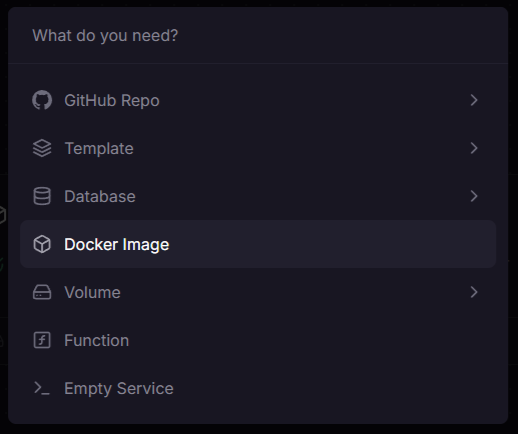 What do you need?
GitHub Repo
Template
Database
Docker Image
Volume
Function
Empty Service